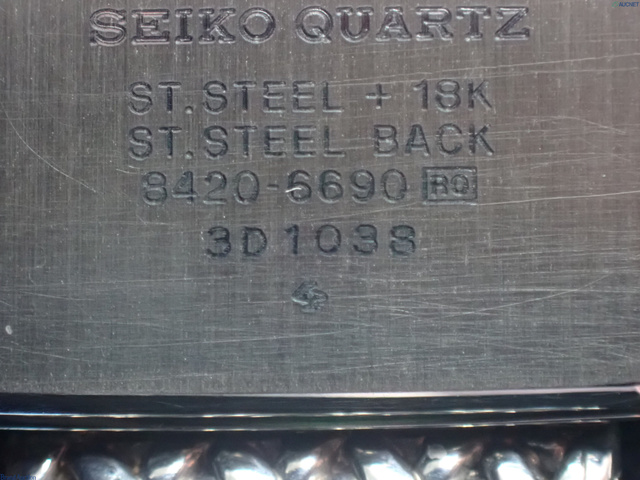 SEIKO QUARTZ
ST. STEEL + 18K
ST. STEEL BACK
8420-6690 RO
3D1038